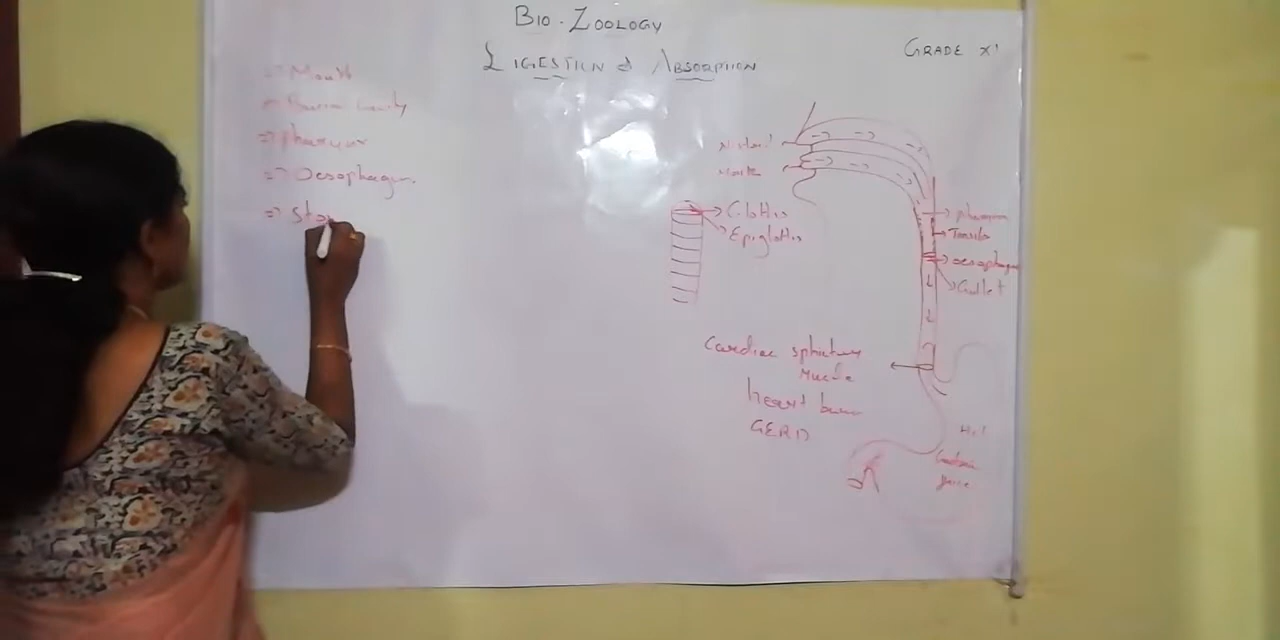 BIO-ZOOLOGY
DIGESTION & ABSORPTION
GRADE XI
=> Mouth
=> Buccal cavity
=> pharynx
=> Oesophagus
=> Sto
Nostril
Mouth
Glottis
Epiglottis
pharynx
Tonsils
oesophagus
Gullet
Cardiac sphictery
Muscle
heart burn
GERD
HCl
Gastric
Juice